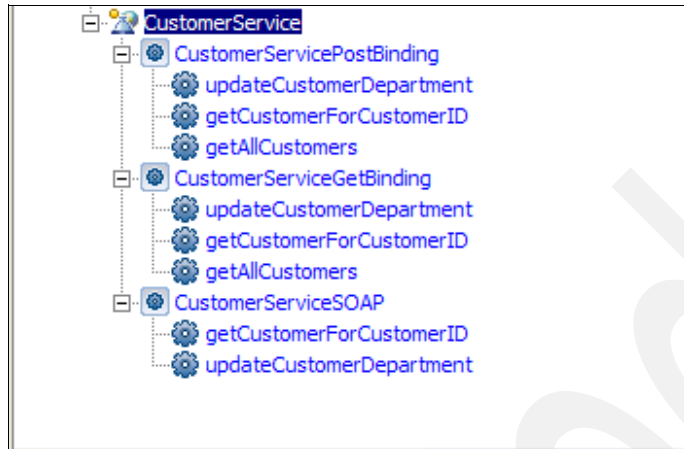 CustomerService
CustomerServicePostBinding
updateCustomerDepartment
getCustomerForCustomerID
getAllCustomers
CustomerServiceGetBinding
updateCustomerDepartment
getCustomerForCustomerID
getAllCustomers
CustomerServiceSOAP
getCustomerForCustomerID
updateCustomerDepartment